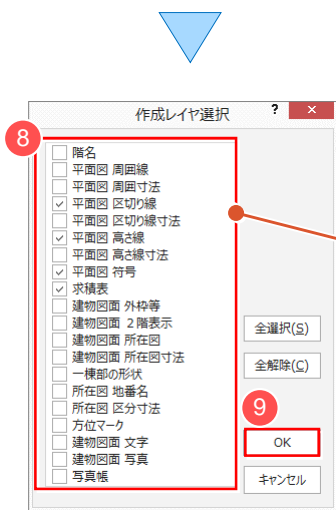 作成レイヤ選択 ? ×
8
階名
平面図 周囲線
平面図 周囲寸法
平面図 区切り線
平面図 区切り線寸法
平面図 高さ線
平面図 高さ線寸法
平面図 符号
求積表
建物図面 外枠等
建物図面 2階表示
建物図面 所在図
建物図面 所在図寸法
一棟部の形状
所在図 地番名
所在図 区分寸法
方位マーク
建物図面 文字
建物図面 写真
写真帳
全選択(S)
全解除(C)
9
OK
キャンセル